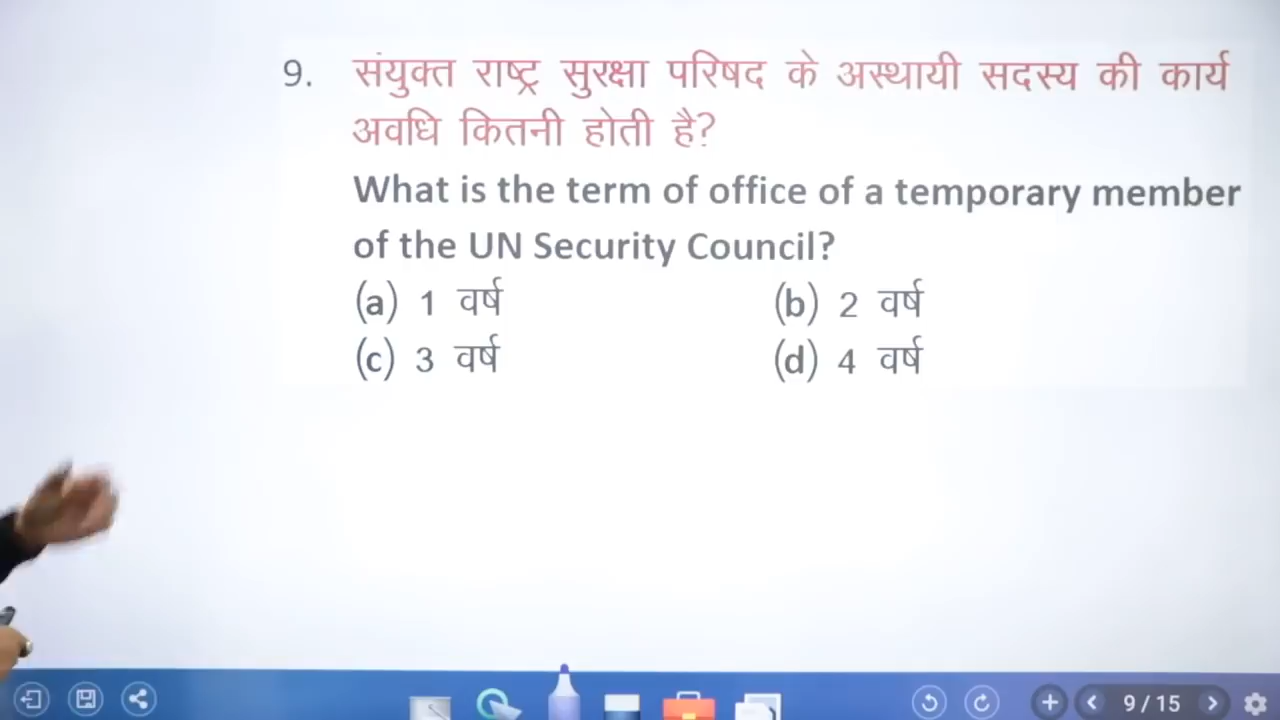 9. संयुक्त राष्ट्र सुरक्षा परिषद के अस्थायी सदस्य की कार्य
अवधि कितनी होती है?
What is the term of office of a temporary member
of the UN Security Council?
(a) 1 वर्ष (b) 2 वर्ष
(c) 3 वर्ष (d) 4 वर्ष
9 / 15